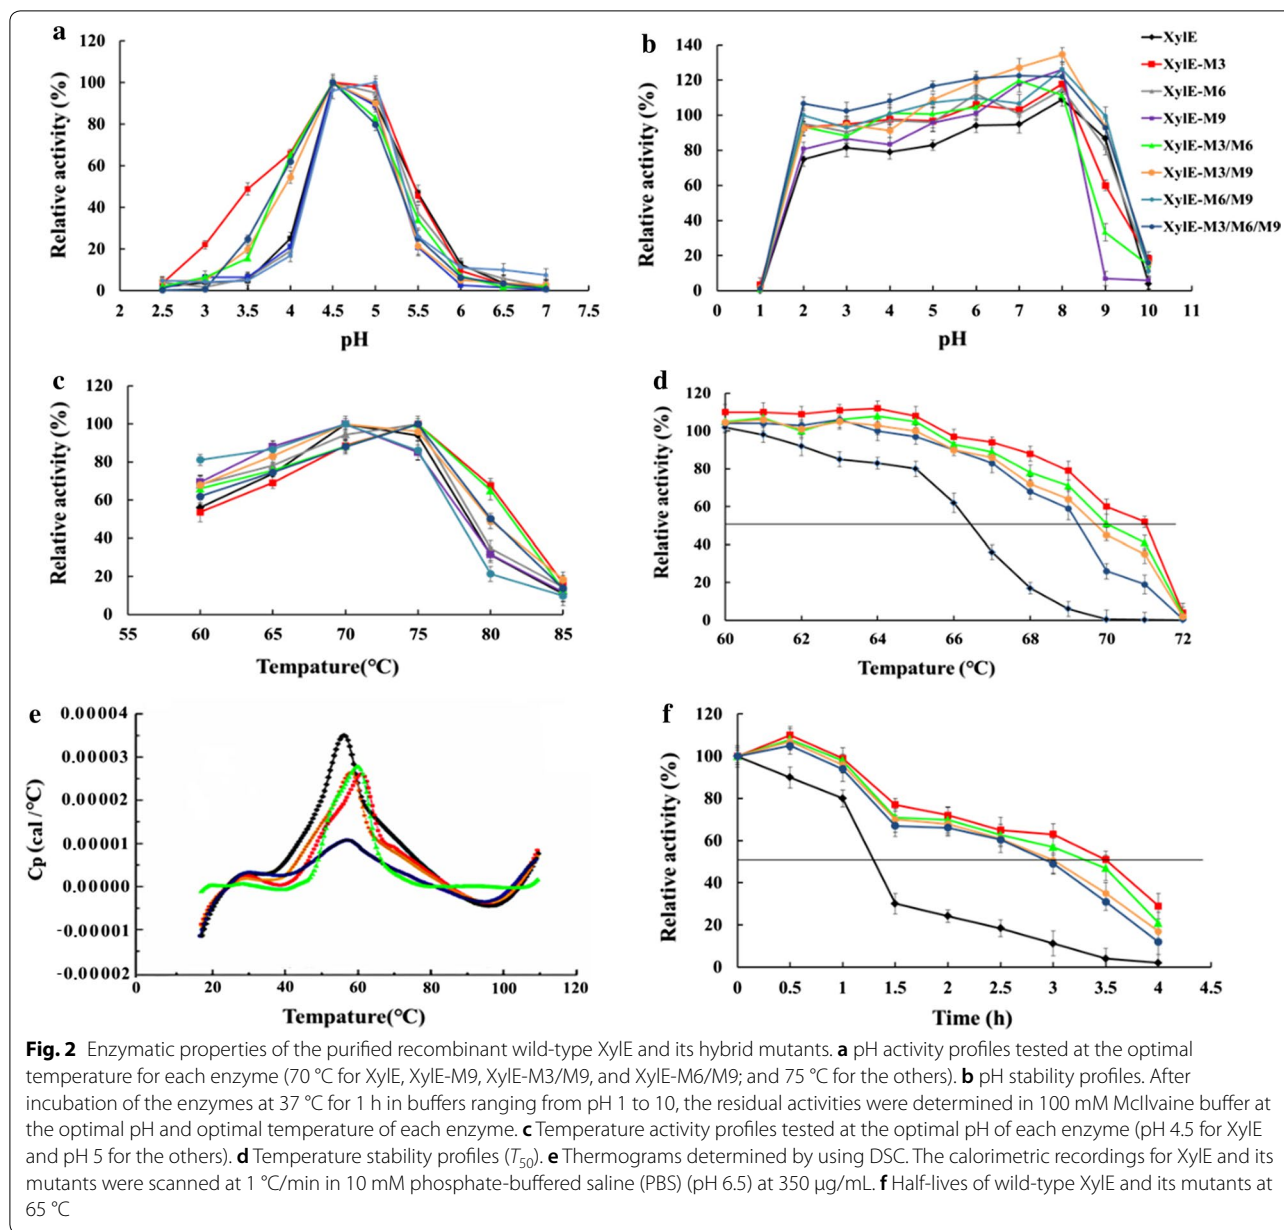 a
120
100
80
60
40
20
0
Relative activity (%)
2 2.5 3 3.5 4 4.5 5 5.5 6 6.5 7 7.5
pH
b
140
120
100
80
60
40
20
0
Relative activity (%)
0 1 2 3 4 5 6 7 8 9 10 11
pH
XylE
XylE-M3
XylE-M6
XylE-M9
XylE-M3/M6
XylE-M3/M9
XylE-M6/M9
XylE-M3/M6/M9
c
120
100
80
60
40
20
0
Relative activity (%)
55 60 65 70 75 80 85
Tempature(°C)
d
120
100
80
60
40
20
0
Relative activity (%)
60 62 64 66 68 70 72
Tempature (°C)
e
0.00004
0.00003
0.00002
0.00001
0.00000
-0.00001
-0.00002
Cp (cal /°C)
0 20 40 60 80 100 120
Tempature(°C)
f
120
100
80
60
40
20
0
Relative activity (%)
0 0.5 1 1.5 2 2.5 3 3.5 4 4.5
Time (h)
Fig. 2 Enzymatic properties of the purified recombinant wild-type XylE and its hybrid mutants. a pH activity profiles tested at the optimal
temperature for each enzyme (70 °C for XylE, XylE-M9, XylE-M3/M9, and XylE-M6/M9; and 75 °C for the others). b pH stability profiles. After
incubation of the enzymes at 37 °C for 1 h in buffers ranging from pH 1 to 10, the residual activities were determined in 100 mM McIlvaine buffer at
the optimal pH and optimal temperature of each enzyme. c Temperature activity profiles tested at the optimal pH of each enzyme (pH 4.5 for XylE
and pH 5 for the others). d Temperature stability profiles (T50). e Thermograms determined by using DSC. The calorimetric recordings for XylE and its
mutants were scanned at 1 °C/min in 10 mM phosphate-buffered saline (PBS) (pH 6.5) at 350 μg/mL. f Half-lives of wild-type XylE and its mutants at
65 °C